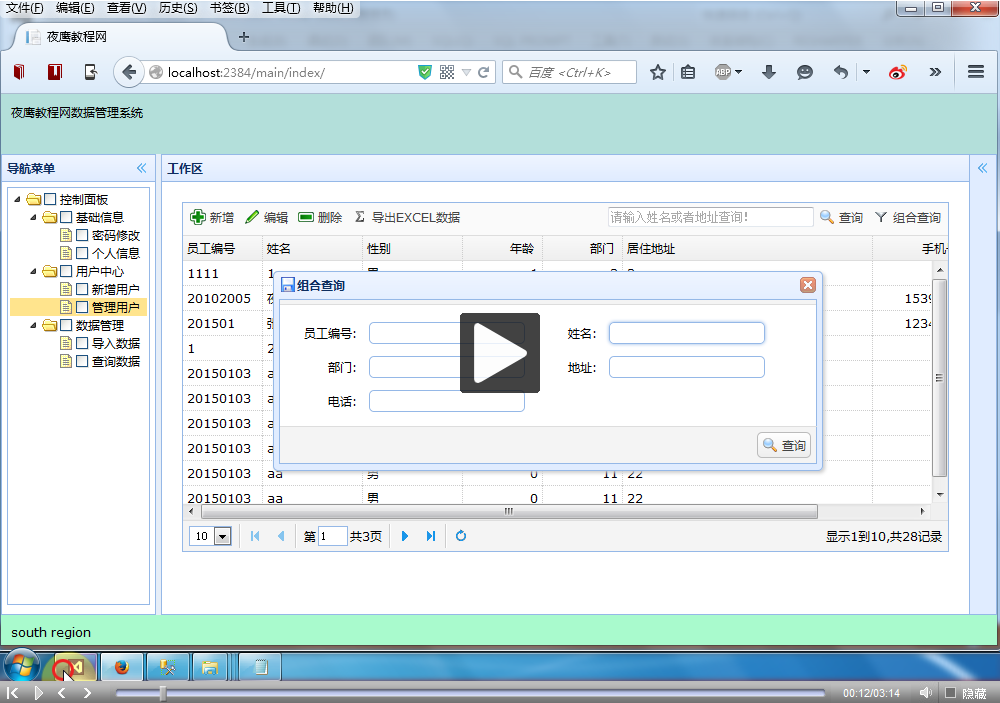 文件(F) 编辑(E) 查看(V) 历史(S) 书签(B) 工具(T) 帮助(H)
夜鹰教程网
localhost:2384/main/index/ 百度 <Ctrl+K> ABP
夜鹰教程网数据管理系统
导航菜单
工作区
控制面板
基础信息
密码修改
个人信息
用户中心
新增用户
管理用户
数据管理
导入数据
查询数据
新增 编辑 删除 导出EXCEL数据 请输入姓名或者地址查询! 查询 组合查询
员工编号 姓名 性别 年龄 部门 居住地址 手机
1111
20102005 1539
201501 1234
1 2
20150103
20150103
20150103
20150103
20150103 aa 男 0 11 22
20150103 aa 男 0 11 22
组合查询
员工编号: 姓名:
部门: 地址:
电话:
查询
10 第 1 共3页 显示1到10,共28记录
south region
00:12/03:14 隐藏